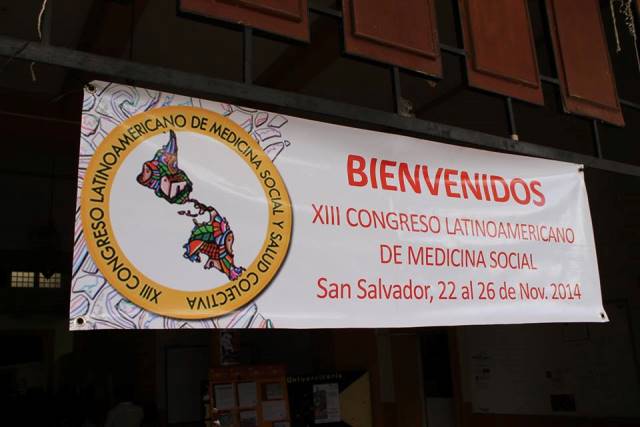 XIII CONGRESO LATINOAMERICANO DE MEDICINA SOCIAL Y SALUD COLECTIVA
BIENVENIDOS
XIII CONGRESO LATINOAMERICANO
DE MEDICINA SOCIAL
San Salvador, 22 al 26 de Nov. 2014